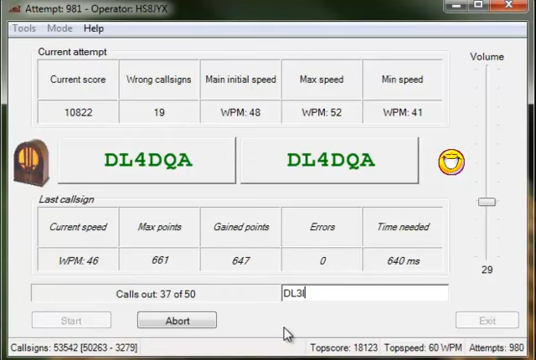 Attempt: 981 - Operator: HS8JYX
Tools Mode Help
Current attempt
Current score Wrong callsigns Main initial speed Max speed Min speed
10822 19 WPM: 48 WPM: 52 WPM: 41
Volume
DL4DQA DL4DQA
Last callsign
Current speed Max points Gained points Errors Time needed
WPM: 46 661 647 0 640 ms
29
Calls out: 37 of 50 DL3I
Start Abort Exit
Callsigns: 53542 [50263 - 3279] Topscore: 18123 Topspeed: 60 WPM Attempts: 980